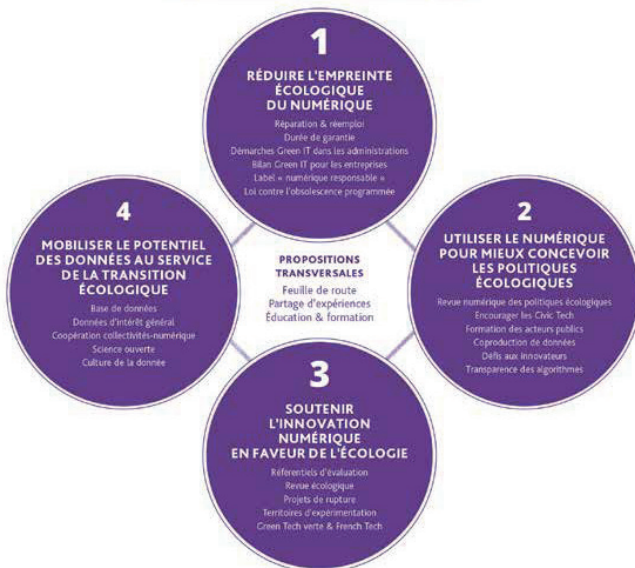 1
RÉDUIRE L'EMPREINTE
ÉCOLOGIQUE
DU NUMÉRIQUE
Réparation & réemploi
Durée de garantie
Démarches Green IT dans les administrations
Bilan Green IT pour les entreprises
Label « numérique responsable »
Loi contre l'obsolescence programmée
2
UTILISER LE NUMÉRIQUE
POUR MIEUX CONCEVOIR
LES POLITIQUES
ÉCOLOGIQUES
Revue numérique des politiques écologiques
Encourager les Civic Tech
Formation des acteurs publics
Coproduction de données
Défis aux innovateurs
Transparence des algorithmes
3
SOUTENIR
L'INNOVATION
NUMÉRIQUE
EN FAVEUR DE L'ÉCOLOGIE
Référentiels d'évaluation
Revue écologique
Projets de rupture
Territoires d'expérimentation
Green Tech verte & French Tech
4
MOBILISER LE POTENTIEL
DES DONNÉES AU SERVICE
DE LA TRANSITION
ÉCOLOGIQUE
Base de données
Données d'intérêt général
Coopération collectivités-numérique
Science ouverte
Culture de la donnée
PROPOSITIONS
TRANSVERSALES
Feuille de route
Partage d'expériences
Éducation & formation